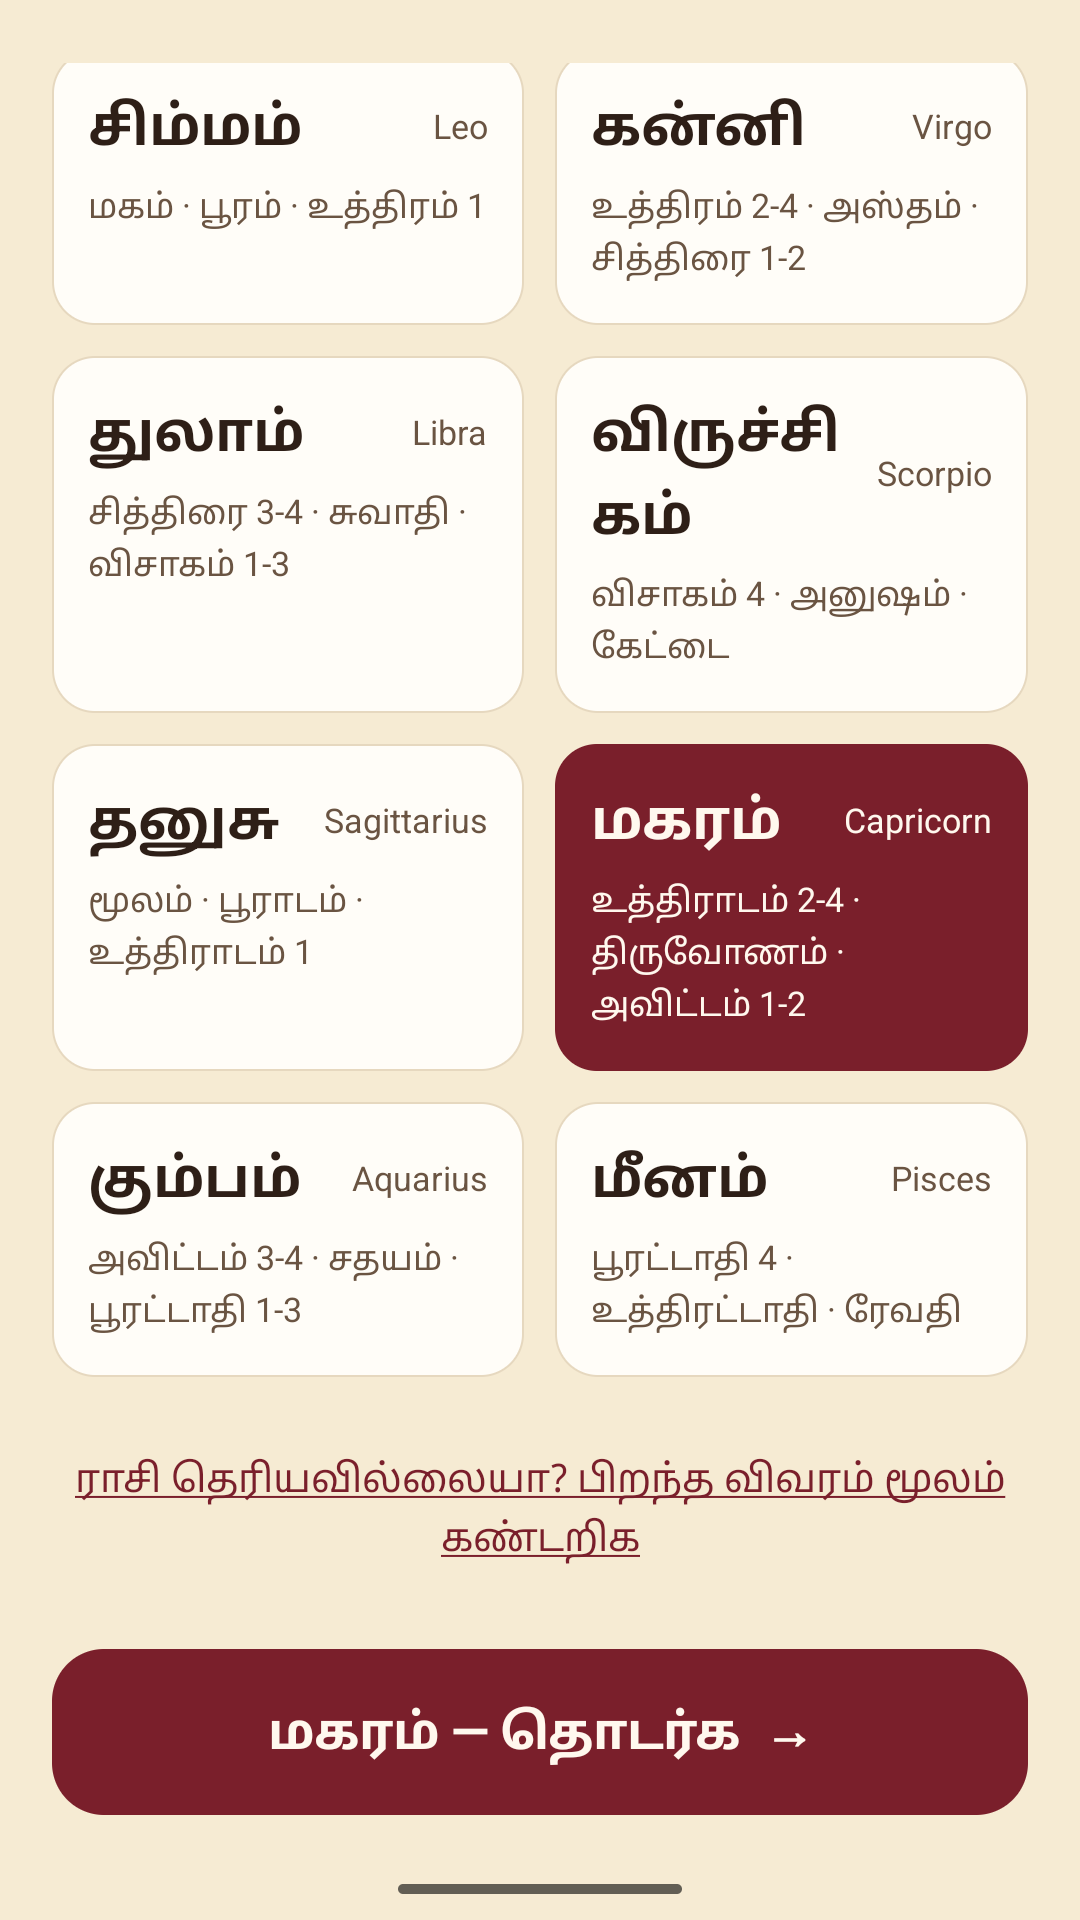 சிம்மம் Leo
மகம் · பூரம் · உத்திரம் 1
கன்னி Virgo
உத்திரம் 2-4 · அஸ்தம் ·
சித்திரை 1-2
துலாம் Libra
சித்திரை 3-4 · சுவாதி ·
விசாகம் 1-3
விருச்சி
கம்
Scorpio
விசாகம் 4 · அனுஷம் ·
கேட்டை
தனுசு Sagittarius
மூலம் · பூராடம் ·
உத்திராடம் 1
மகரம் Capricorn
உத்திராடம் 2-4 ·
திருவோணம் ·
அவிட்டம் 1-2
கும்பம் Aquarius
அவிட்டம் 3-4 · சதயம் ·
பூரட்டாதி 1-3
மீனம் Pisces
பூரட்டாதி 4 ·
உத்திரட்டாதி · ரேவதி
ராசி தெரியவில்லையா? பிறந்த விவரம் மூலம்
கண்டறிக
மகரம் – தொடர்க →